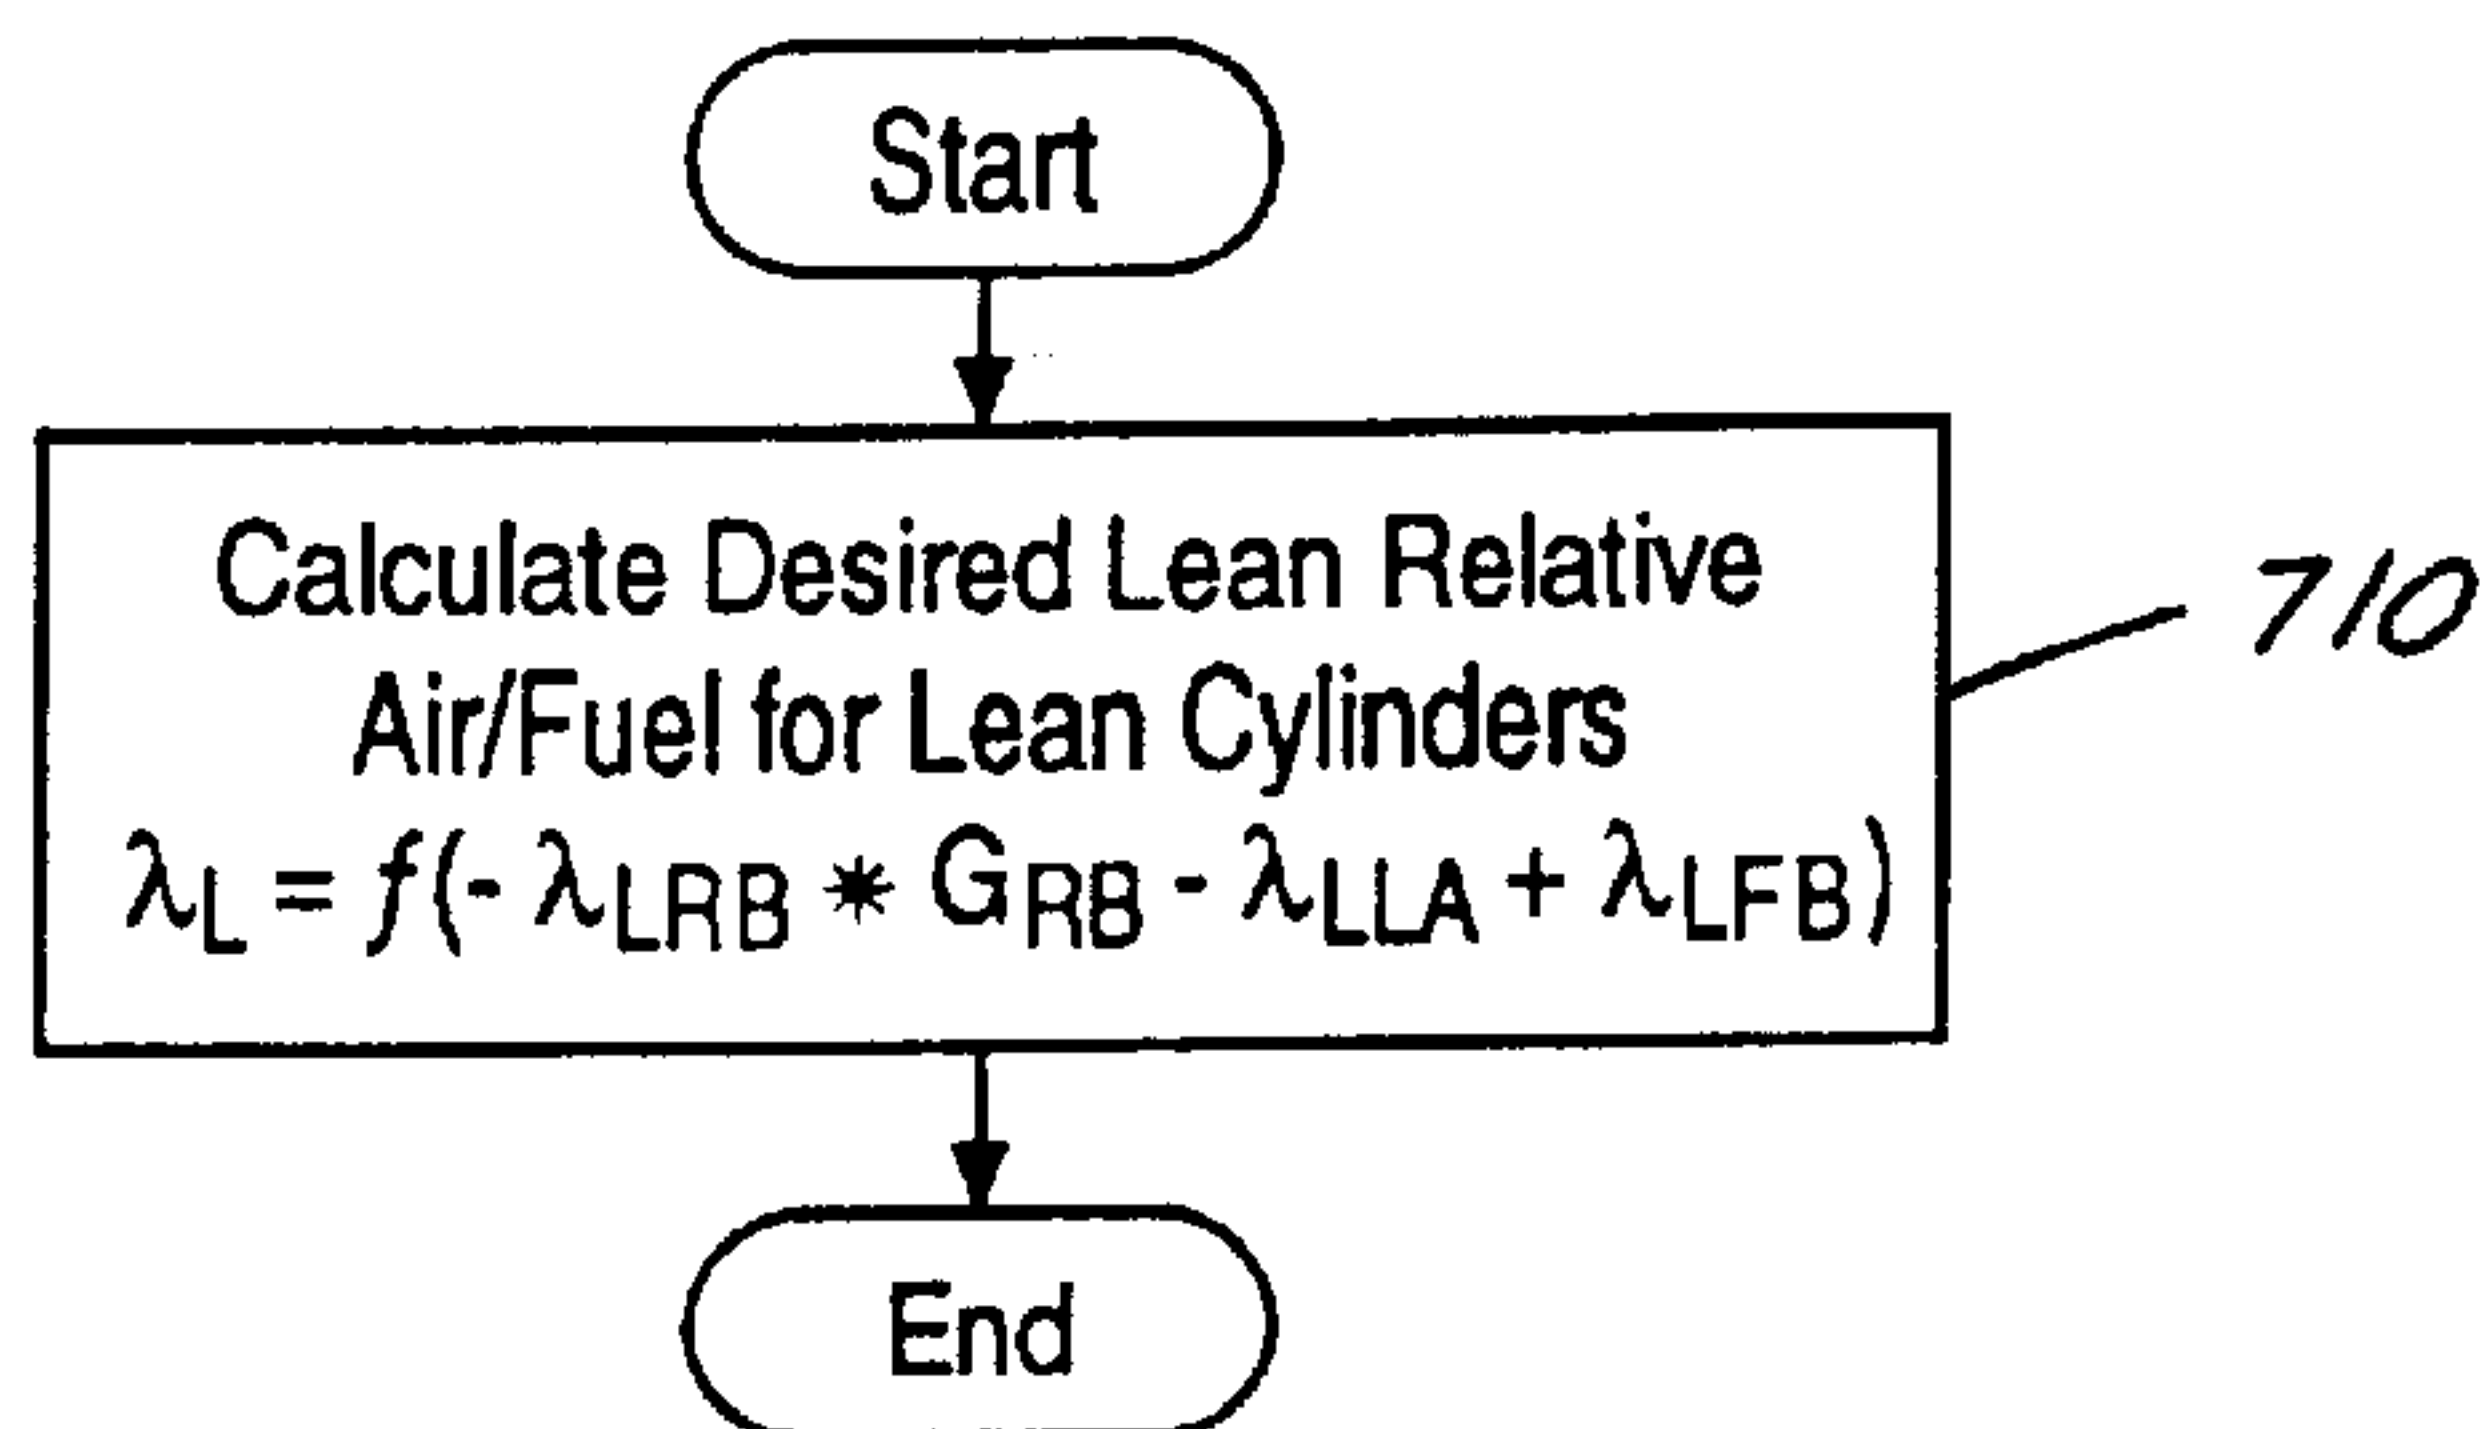 Start
Calculate Desired Lean Relative
Air/Fuel for Lean Cylinders
λL = f(- λLRB * GRB - λLLA + λLFB)
710
End